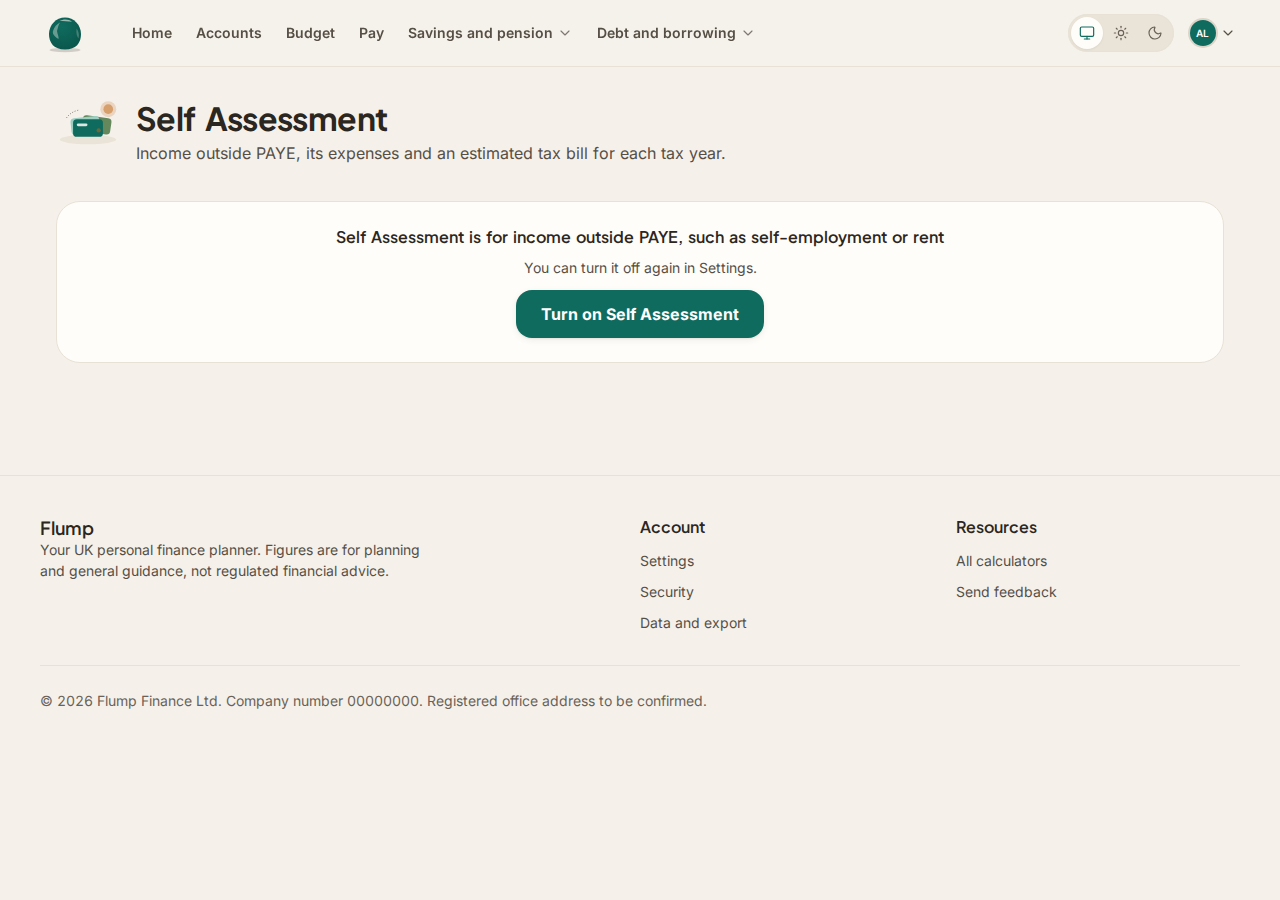 Home
Accounts
Budget
Pay
Savings and pension
Debt and borrowing
AL
Self Assessment
Income outside PAYE, its expenses and an estimated tax bill for each tax year.
Self Assessment is for income outside PAYE, such as self-employment or rent
You can turn it off again in Settings.
Turn on Self Assessment
Flump
Your UK personal finance planner. Figures are for planning
and general guidance, not regulated financial advice.
Account
Settings
Security
Data and export
Resources
All calculators
Send feedback
© 2026 Flump Finance Ltd. Company number 00000000. Registered office address to be confirmed.